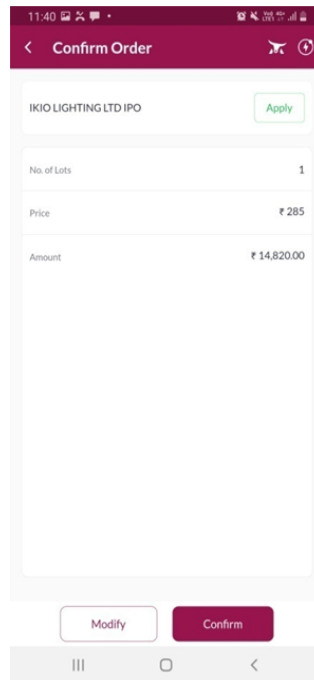 11:40
Confirm Order
IKIO LIGHTING LTD IPO
Apply
No. of Lots 1
Price ₹ 285
Amount ₹ 14,820.00
Modify Confirm